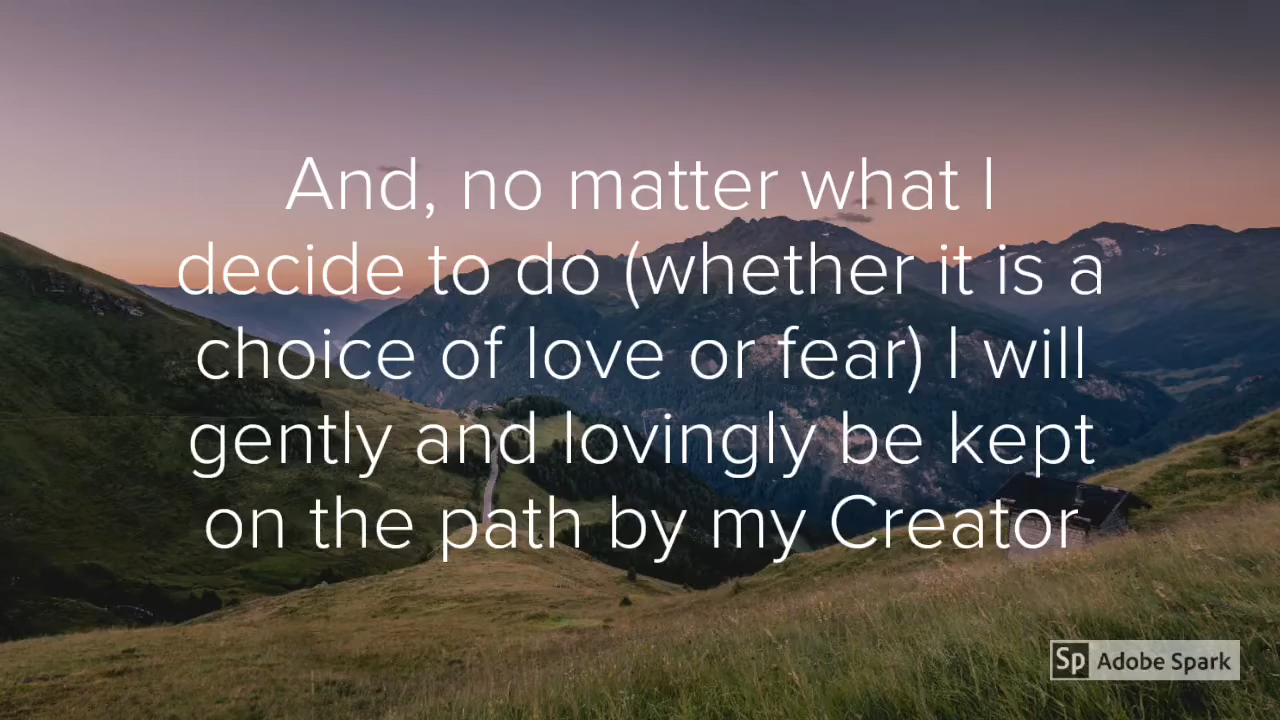 And, no matter what I
decide to do (whether it is a
choice of love or fear) I will
gently and lovingly be kept
on the path by my Creator
Sp Adobe Spark